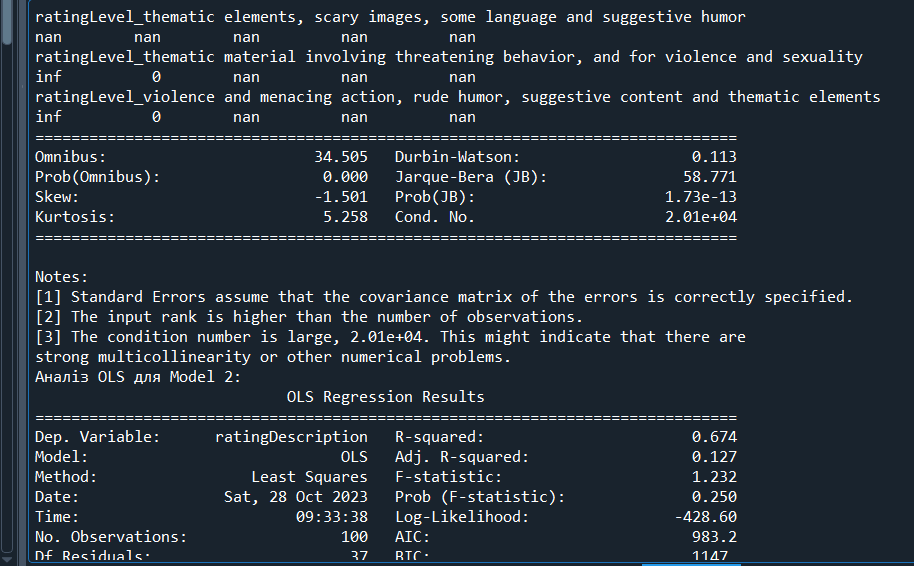 ratingLevel_thematic elements, scary images, some language and suggestive humor
nan nan nan nan nan
ratingLevel_thematic material involving threatening behavior, and for violence and sexuality
inf 0 nan nan nan
ratingLevel_violence and menacing action, rude humor, suggestive content and thematic elements
inf 0 nan nan nan
==============================================================================
Omnibus: 34.505 Durbin-Watson: 0.113
Prob(Omnibus): 0.000 Jarque-Bera (JB): 58.771
Skew: -1.501 Prob(JB): 1.73e-13
Kurtosis: 5.258 Cond. No. 2.01e+04
==============================================================================
Notes:
[1] Standard Errors assume that the covariance matrix of the errors is correctly specified.
[2] The input rank is higher than the number of observations.
[3] The condition number is large, 2.01e+04. This might indicate that there are
strong multicollinearity or other numerical problems.
Аналіз OLS для Model 2:
OLS Regression Results
==============================================================================
Dep. Variable: ratingDescription R-squared: 0.674
Model: OLS Adj. R-squared: 0.127
Method: Least Squares F-statistic: 1.232
Date: Sat, 28 Oct 2023 Prob (F-statistic): 0.250
Time: 09:33:38 Log-Likelihood: -428.60
No. Observations: 100 AIC: 983.2
Df Residuals: 37 BIC: 1147.